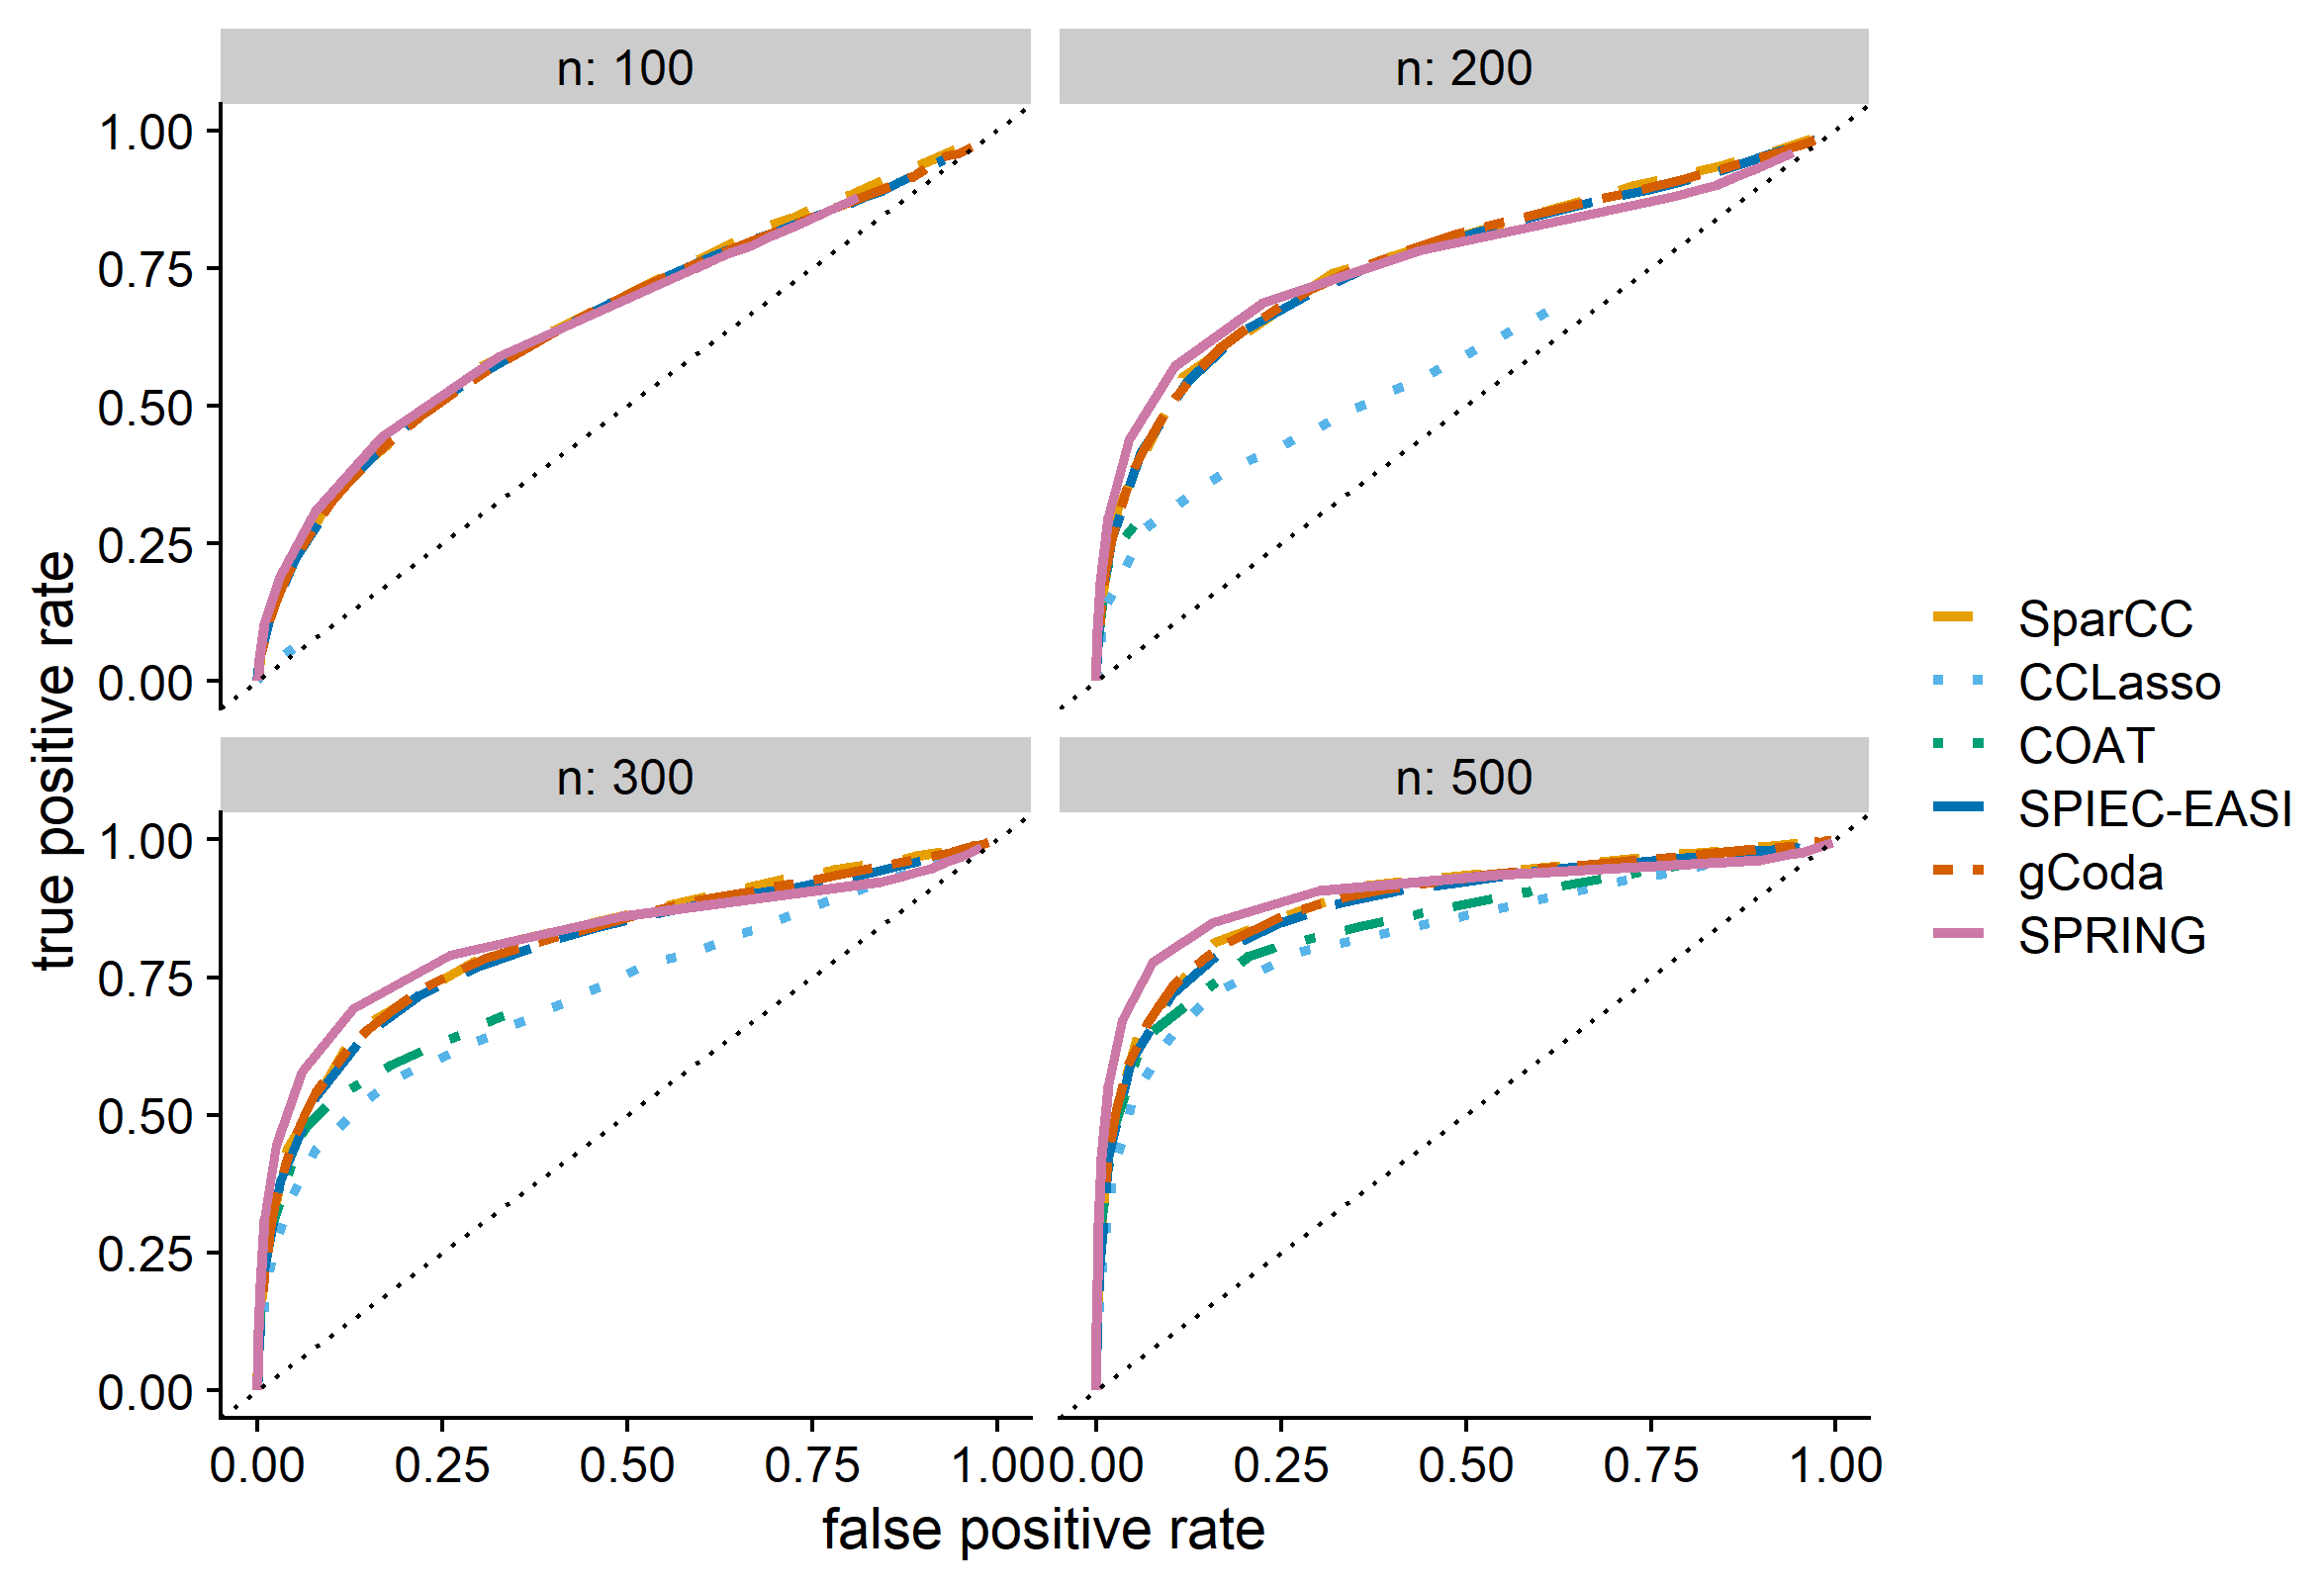 n: 100
n: 200
1.00
0.75
0.50
0.25
0.00
n: 300
n: 500
1.00
0.75
0.50
0.25
0.00
0.00 0.25 0.50 0.75 1.00
0.00 0.25 0.50 0.75 1.00
false positive rate
true positive rate
SparCC
CCLasso
COAT
SPIEC-EASI
gCoda
SPRING